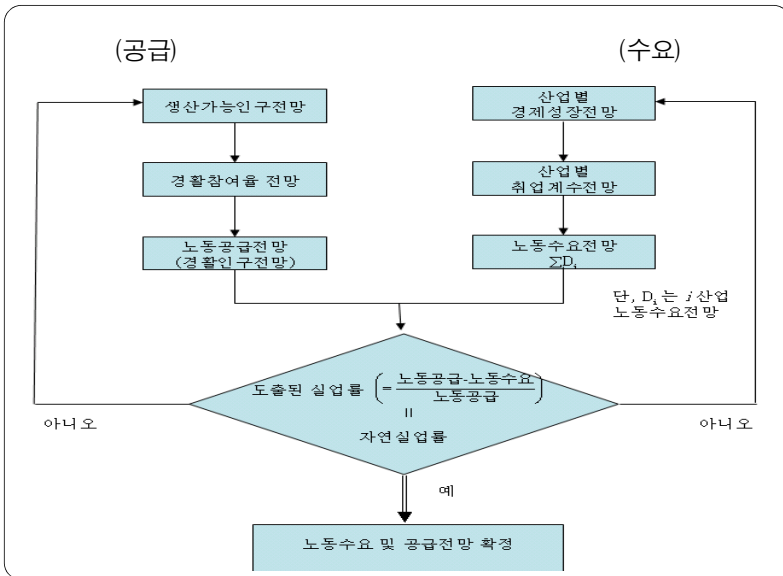 (공급)
(수요)
생산가능인구전망
경활참여율 전망
노동공급전망
(경활인구전망)
산업별
경제성장전망
산업별
취업계수전망
노동수요전망
ΣDᵢ
단, Dᵢ는 i 산업
노동수요전망
도출된 실업률 (= 노동공급-노동수요 / 노동공급)
=
자연실업률
아니오
아니오
예
노동수요 및 공급전망 확정